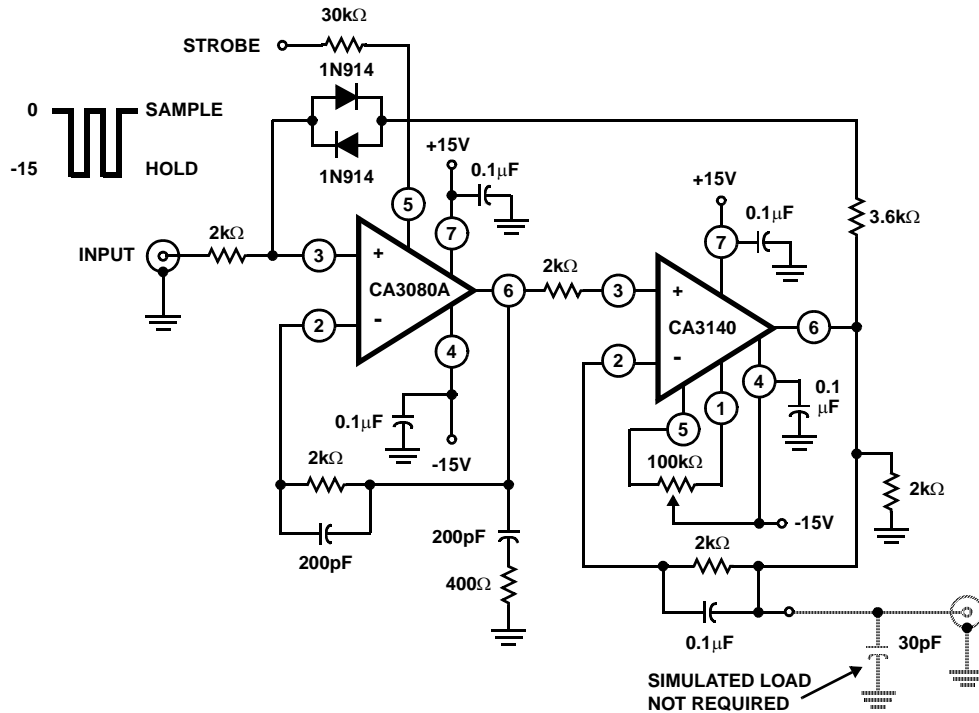 30kΩ
STROBE
1N914
0
SAMPLE
-15
HOLD
1N914
+15V
0.1μF
5
7
+15V
0.1μF
7
3.6kΩ
INPUT
2kΩ
3
+
CA3080A
6
2kΩ
3
+
CA3140
6
2
-
4
2
-
4
0.1μF
-15V
5
1
0.1
μF
100kΩ
-15V
2kΩ
2kΩ
200pF
200pF
400Ω
2kΩ
0.1μF
30pF
SIMULATED LOAD
NOT REQUIRED